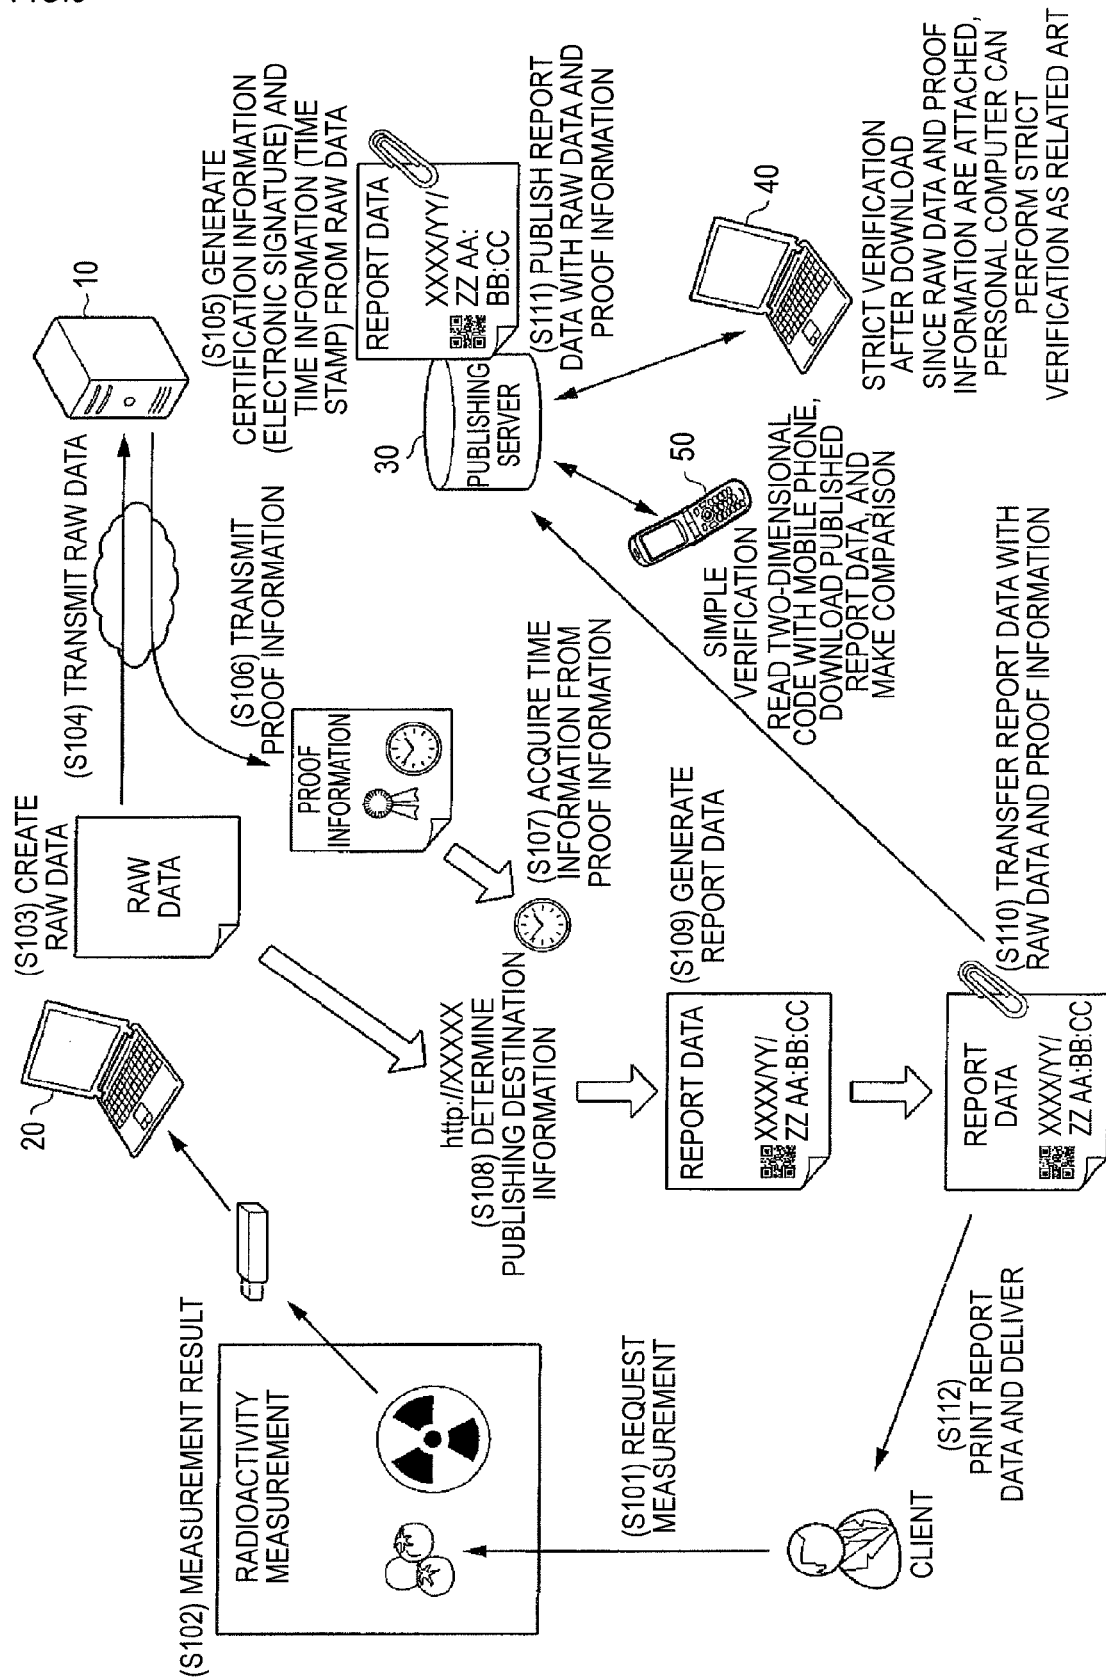 (S102) MEASUREMENT RESULT
RADIOACTIVITY
MEASUREMENT
(S101) REQUEST
MEASUREMENT
CLIENT
(S112)
PRINT REPORT
DATA AND DELIVER
20
(S103) CREATE
RAW DATA
RAW
DATA
(S104) TRANSMIT RAW DATA
10
(S105) GENERATE
CERTIFICATION INFORMATION
(ELECTRONIC SIGNATURE) AND
TIME INFORMATION (TIME
STAMP) FROM RAW DATA
(S106) TRANSMIT
PROOF INFORMATION
PROOF
INFORMATION
(S107) ACQUIRE TIME
INFORMATION FROM
PROOF INFORMATION
http://XXXXX
(S108) DETERMINE
PUBLISHING DESTINATION
INFORMATION
(S109) GENERATE
REPORT DATA
REPORT DATA
XXXX/YY/
ZZ AA:BB:CC
REPORT
DATA
XXXX/YY/
ZZ AA:BB:CC
(S110) TRANSFER REPORT DATA WITH
RAW DATA AND PROOF INFORMATION
30
PUBLISHING
SERVER
REPORT DATA
XXXX/YY/
ZZ AA:
BB:CC
(S111) PUBLISH REPORT
DATA WITH RAW DATA AND
PROOF INFORMATION
50
SIMPLE
VERIFICATION
READ TWO-DIMENSIONAL
CODE WITH MOBILE PHONE,
DOWNLOAD PUBLISHED
REPORT DATA, AND
MAKE COMPARISON
40
STRICT VERIFICATION
AFTER DOWNLOAD
SINCE RAW DATA AND PROOF
INFORMATION ARE ATTACHED,
PERSONAL COMPUTER CAN
PERFORM STRICT
VERIFICATION AS RELATED ART